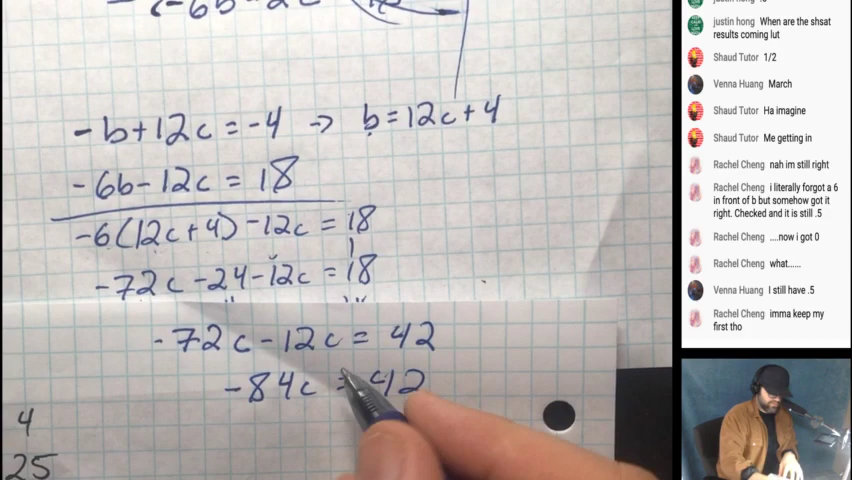 -6b-2c 18
-b+12c=-4 → b=12c+4
-6b-12c=18
-6(12c+4)-12c=18
-72c-24-12c=18
-72c-12c=42
-84c=42
4
25
justin hong When are the shsat
results coming lut
Shaud Tutor 1/2
Venna Huang March
Shaud Tutor Ha imagine
Shaud Tutor Me getting in
Rachel Cheng nah im still right
Rachel Cheng i literally forgot a 6
in front of b but somehow got it
right. Checked and it is still .5
Rachel Cheng ....now i got 0
Rachel Cheng what......
Venna Huang I still have .5
Rachel Cheng imma keep my
first tho